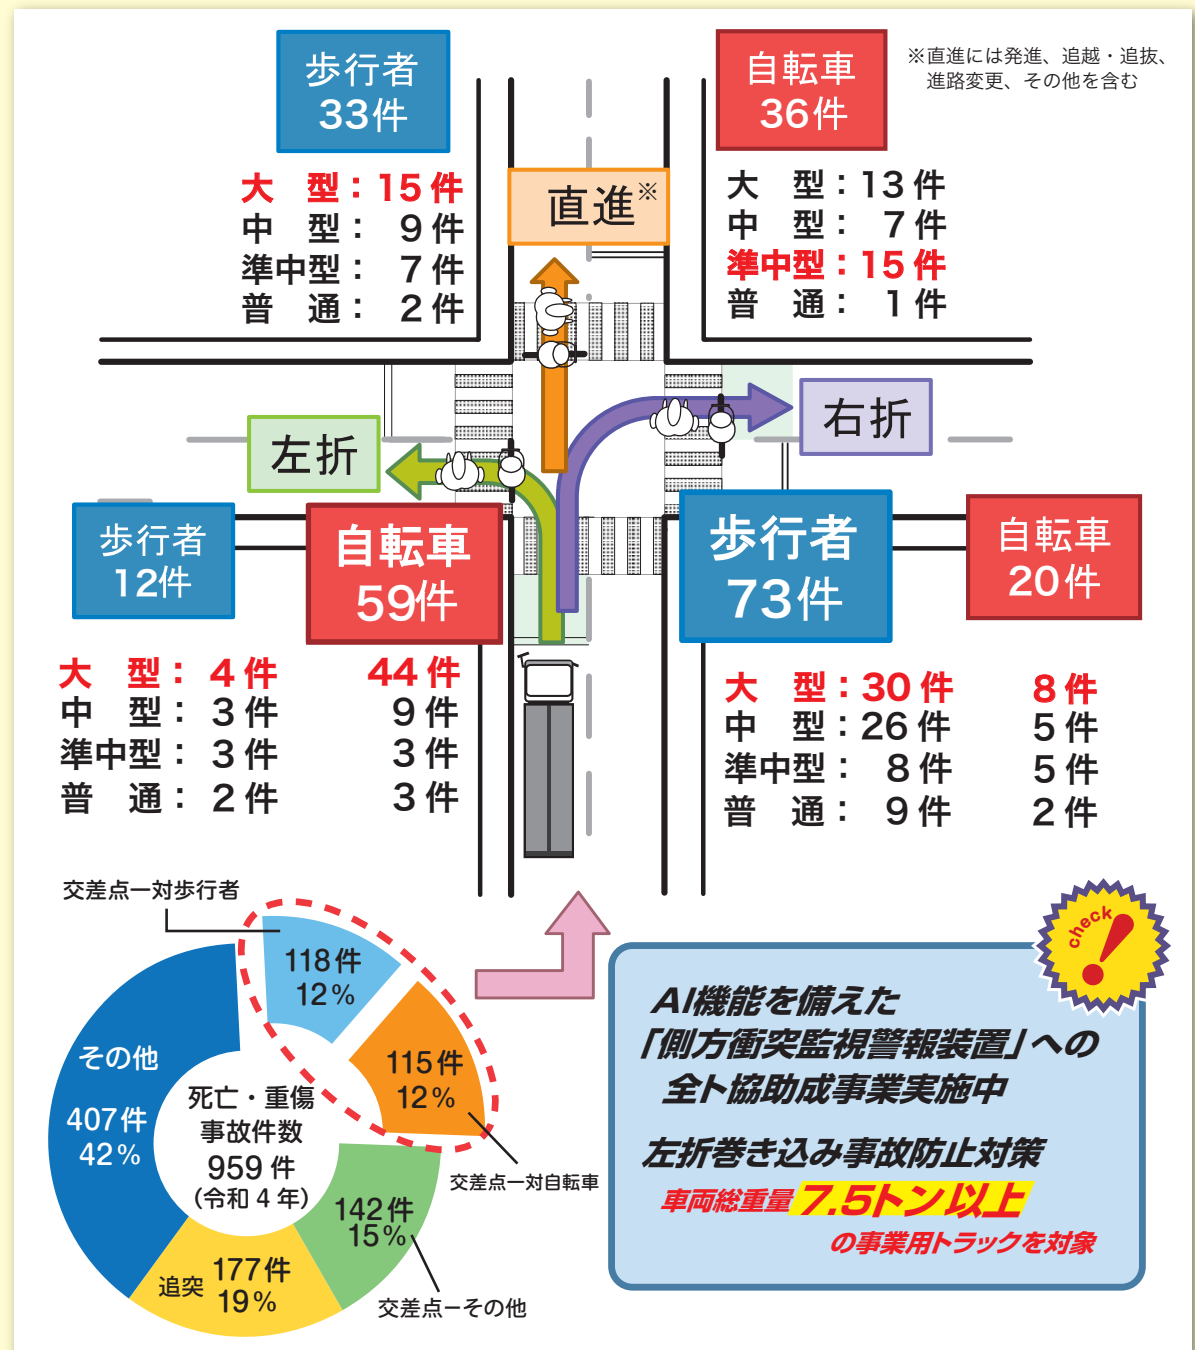 歩行者
33件
大　型：15件
中　型： 9件
準中型： 7件
普　通： 2件
直進※
自転車
36件
※直進には発進、追越・追抜、
進路変更、その他を含む
大　型：13件
中　型： 7件
準中型：15件
普　通： 1件
左折
右折
歩行者
12件
自転車
59件
大　型： 4件 44件
中　型： 3件 9件
準中型： 3件 3件
普　通： 2件 3件
歩行者
73件
自転車
20件
大　型：30件 8件
中　型：26件 5件
準中型： 8件 5件
普　通： 9件 2件
交差点ー対歩行者
118件
12%
115件
12%
交差点ー対自転車
142件
15%
交差点ーその他
追突 177件
19%
その他
407件
42%
死亡・重傷
事故件数
959件
（令和4年）
check
AI機能を備えた
「側方衝突監視警報装置」への
全ト協助成事業実施中
左折巻き込み事故防止対策
車両総重量7.5トン以上
の事業用トラックを対象